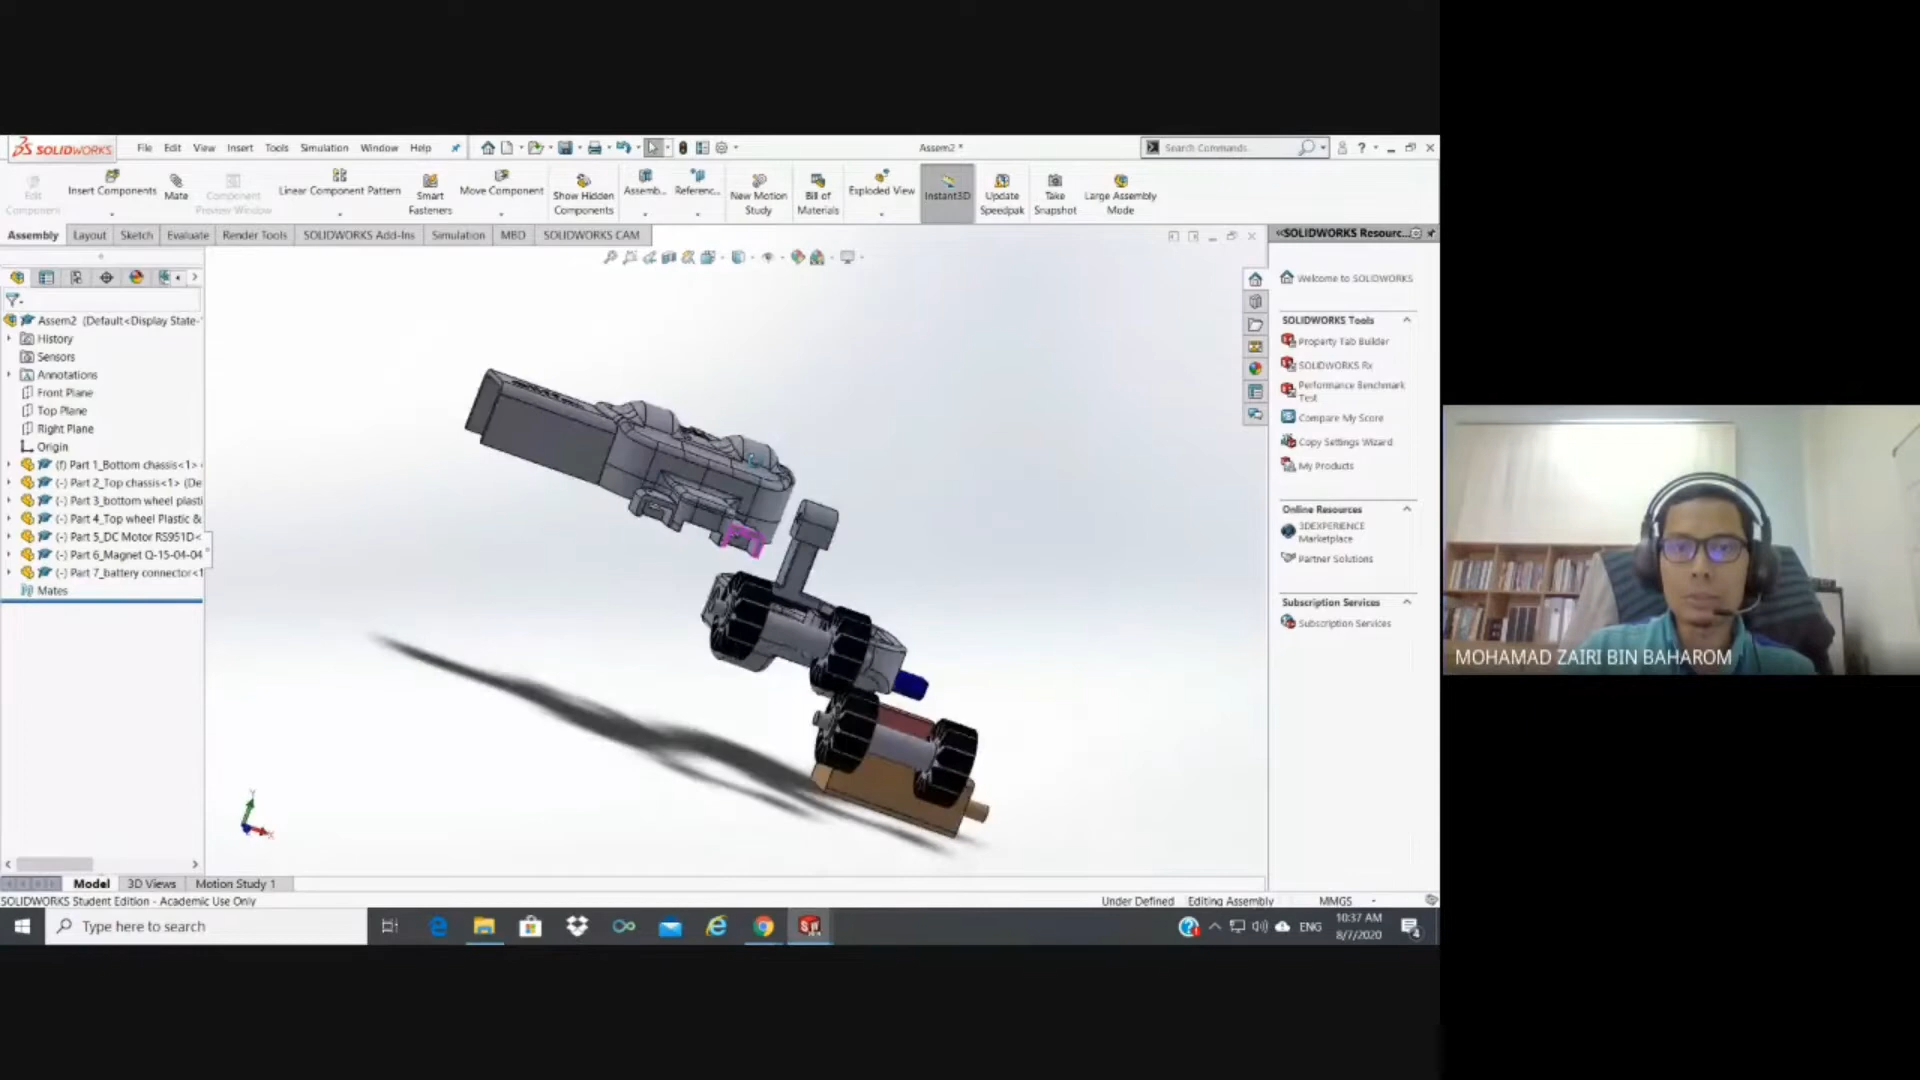 SOLIDWORKS File Edit View Insert Tools Simulation Window Help Assem2 * Search Commands
Edit Component Insert Components Mate Component Preview Window Linear Component Pattern Smart Fasteners Move Component Show Hidden Components Assemb... Referenc... New Motion Study Bill of Materials Exploded View Instant3D Update Speedpak Take Snapshot Large Assembly Mode
Assembly Layout Sketch Evaluate Render Tools SOLIDWORKS Add-Ins Simulation MBD SOLIDWORKS CAM
Assem2 (Default<Display State-
History
Sensors
Annotations
Front Plane
Top Plane
Right Plane
Origin
(f) Part 1_Bottom chassis<1>
(-) Part 2_Top chassis<1> (De
(-) Part 3_bottom wheel plasti
(-) Part 4_Top wheel Plastic &
(-) Part 5_DC Motor RS951D<
(-) Part 6_Magnet Q-15-04-04
(-) Part 7_battery connector<1
Mates
Y
X
SOLIDWORKS Resourc...
Welcome to SOLIDWORKS
SOLIDWORKS Tools
Property Tab Builder
SOLIDWORKS Rx
Performance Benchmark
Test
Compare My Score
Copy Settings Wizard
My Products
Online Resources
3DEXPERIENCE
Marketplace
Partner Solutions
Subscription Services
Subscription Services
MOHAMAD ZAIRI BIN BAHAROM
Model 3D Views Motion Study 1
SOLIDWORKS Student Edition - Academic Use Only Under Defined Editing Assembly MMGS
Type here to search ENG 10:37 AM
8/7/2020
4